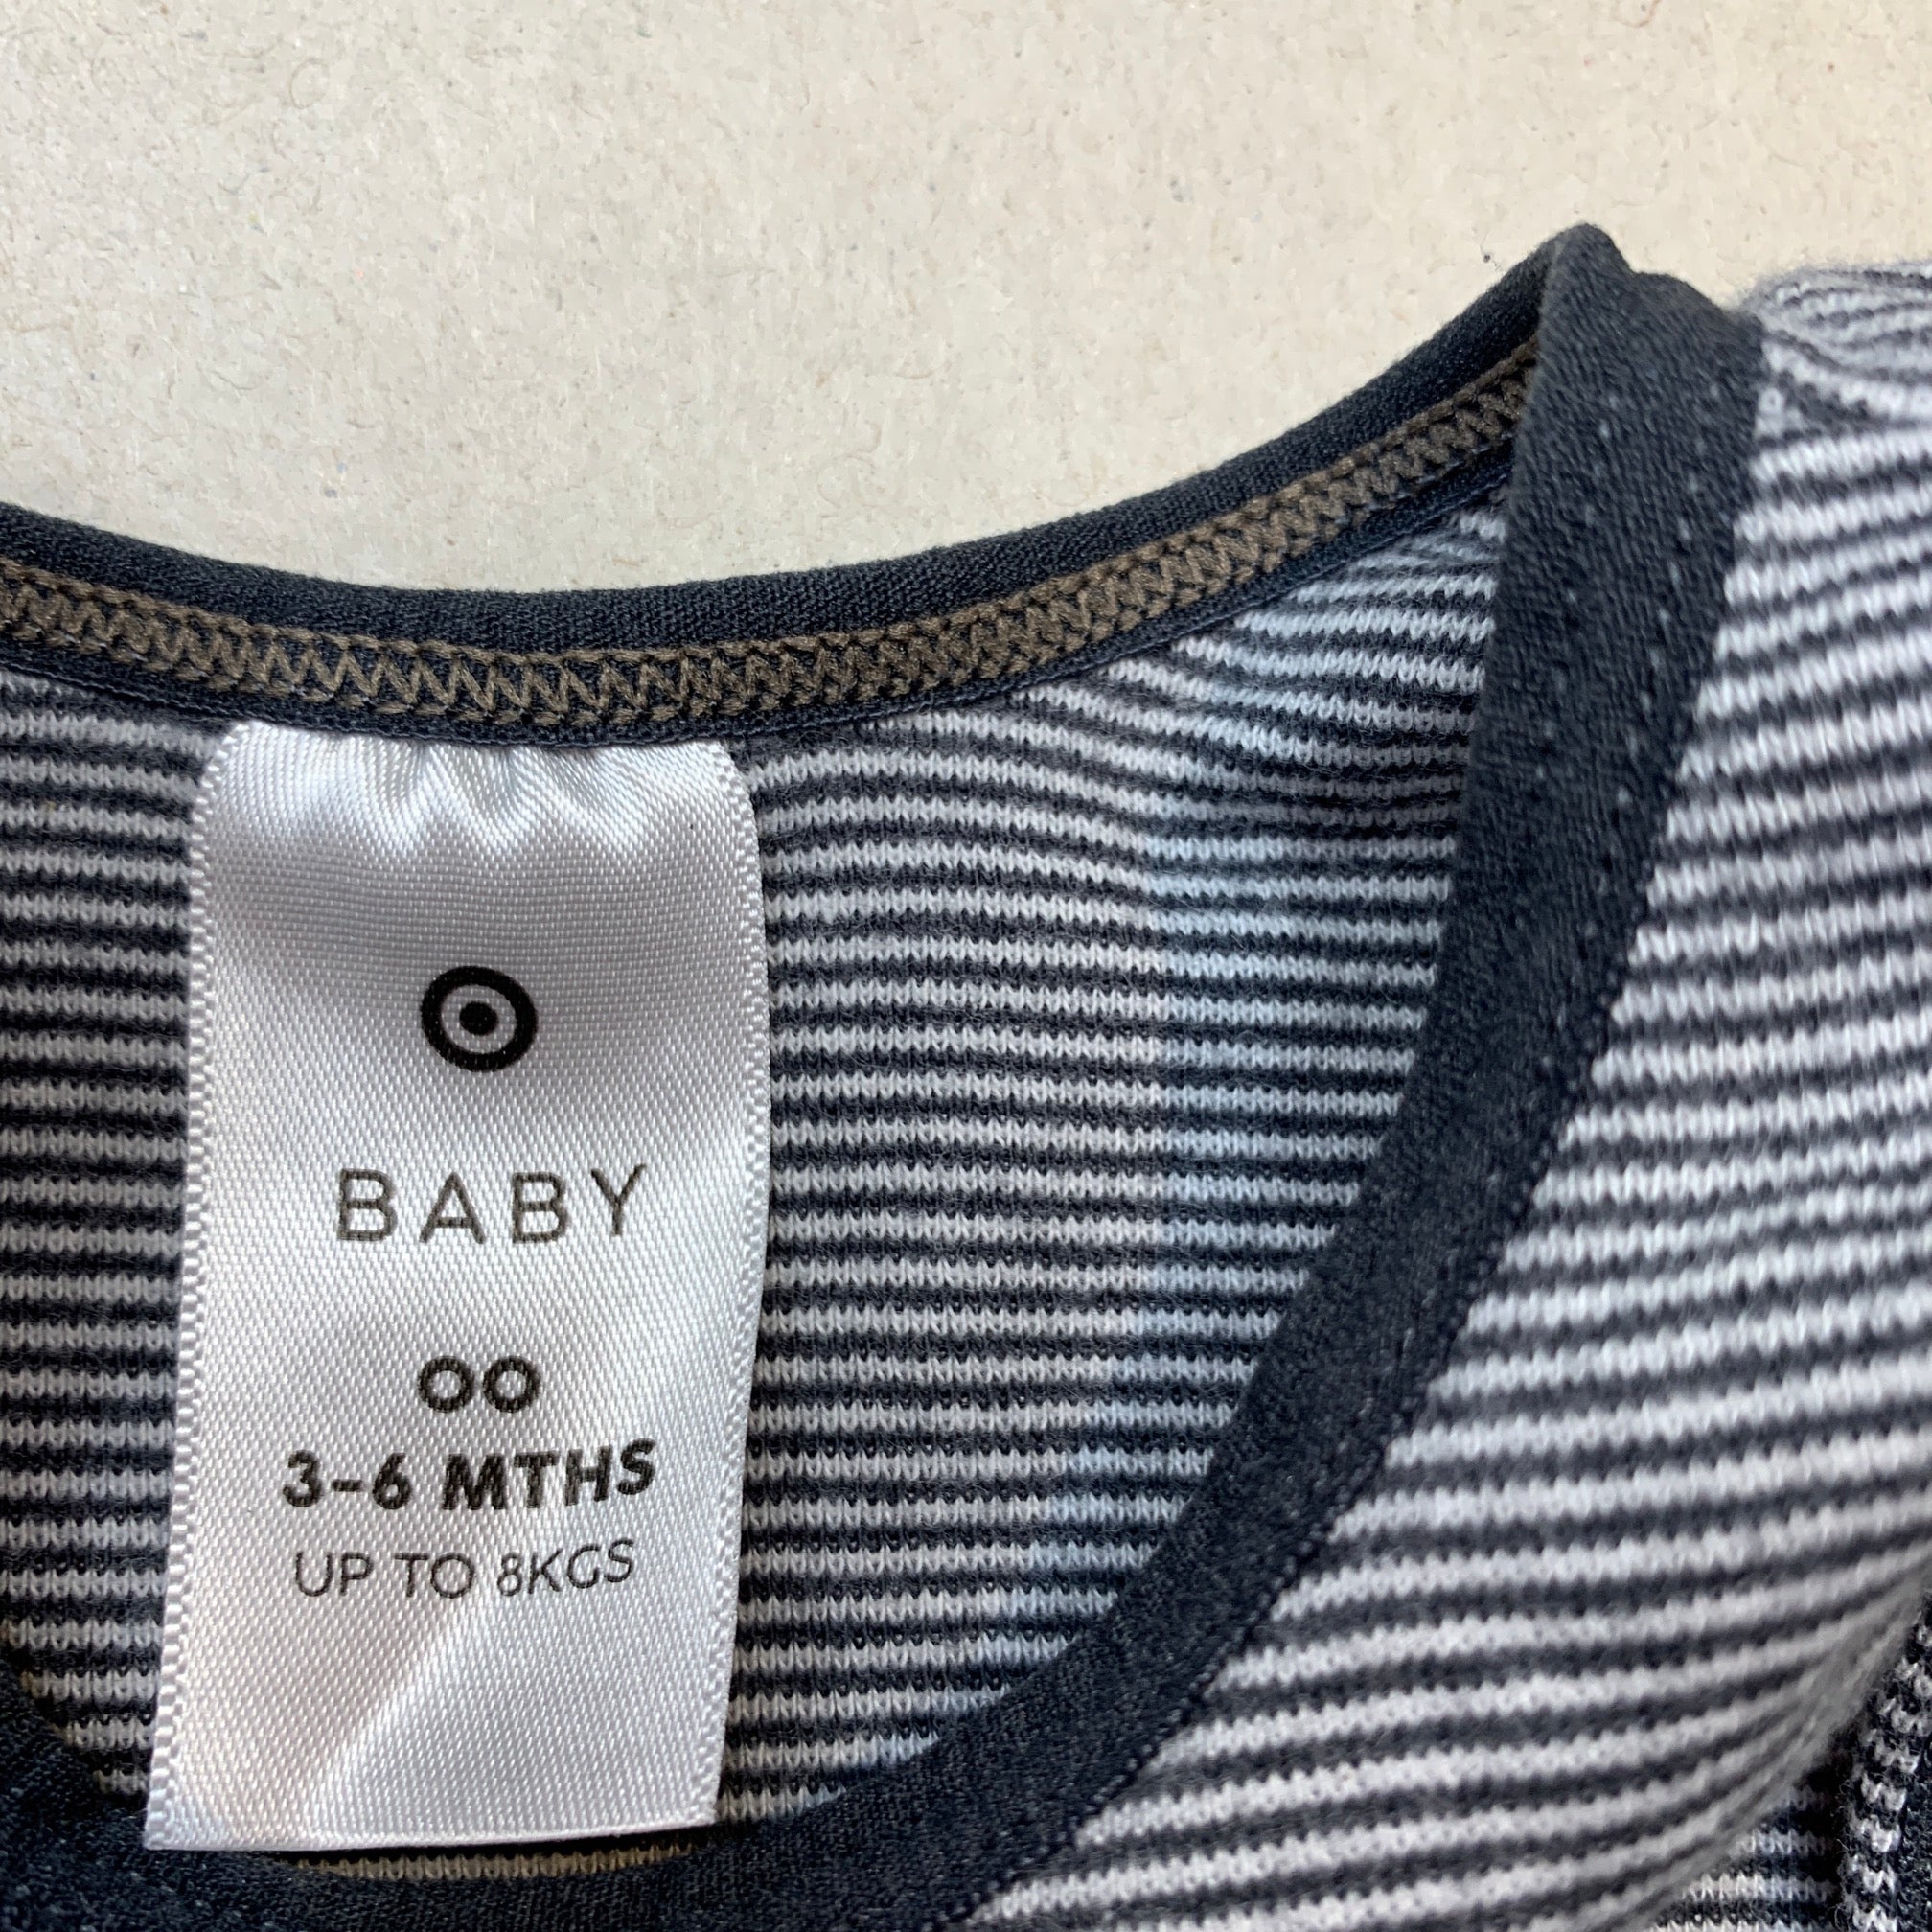 BABY
00
3-6 MTHS
UP TO 8KGS